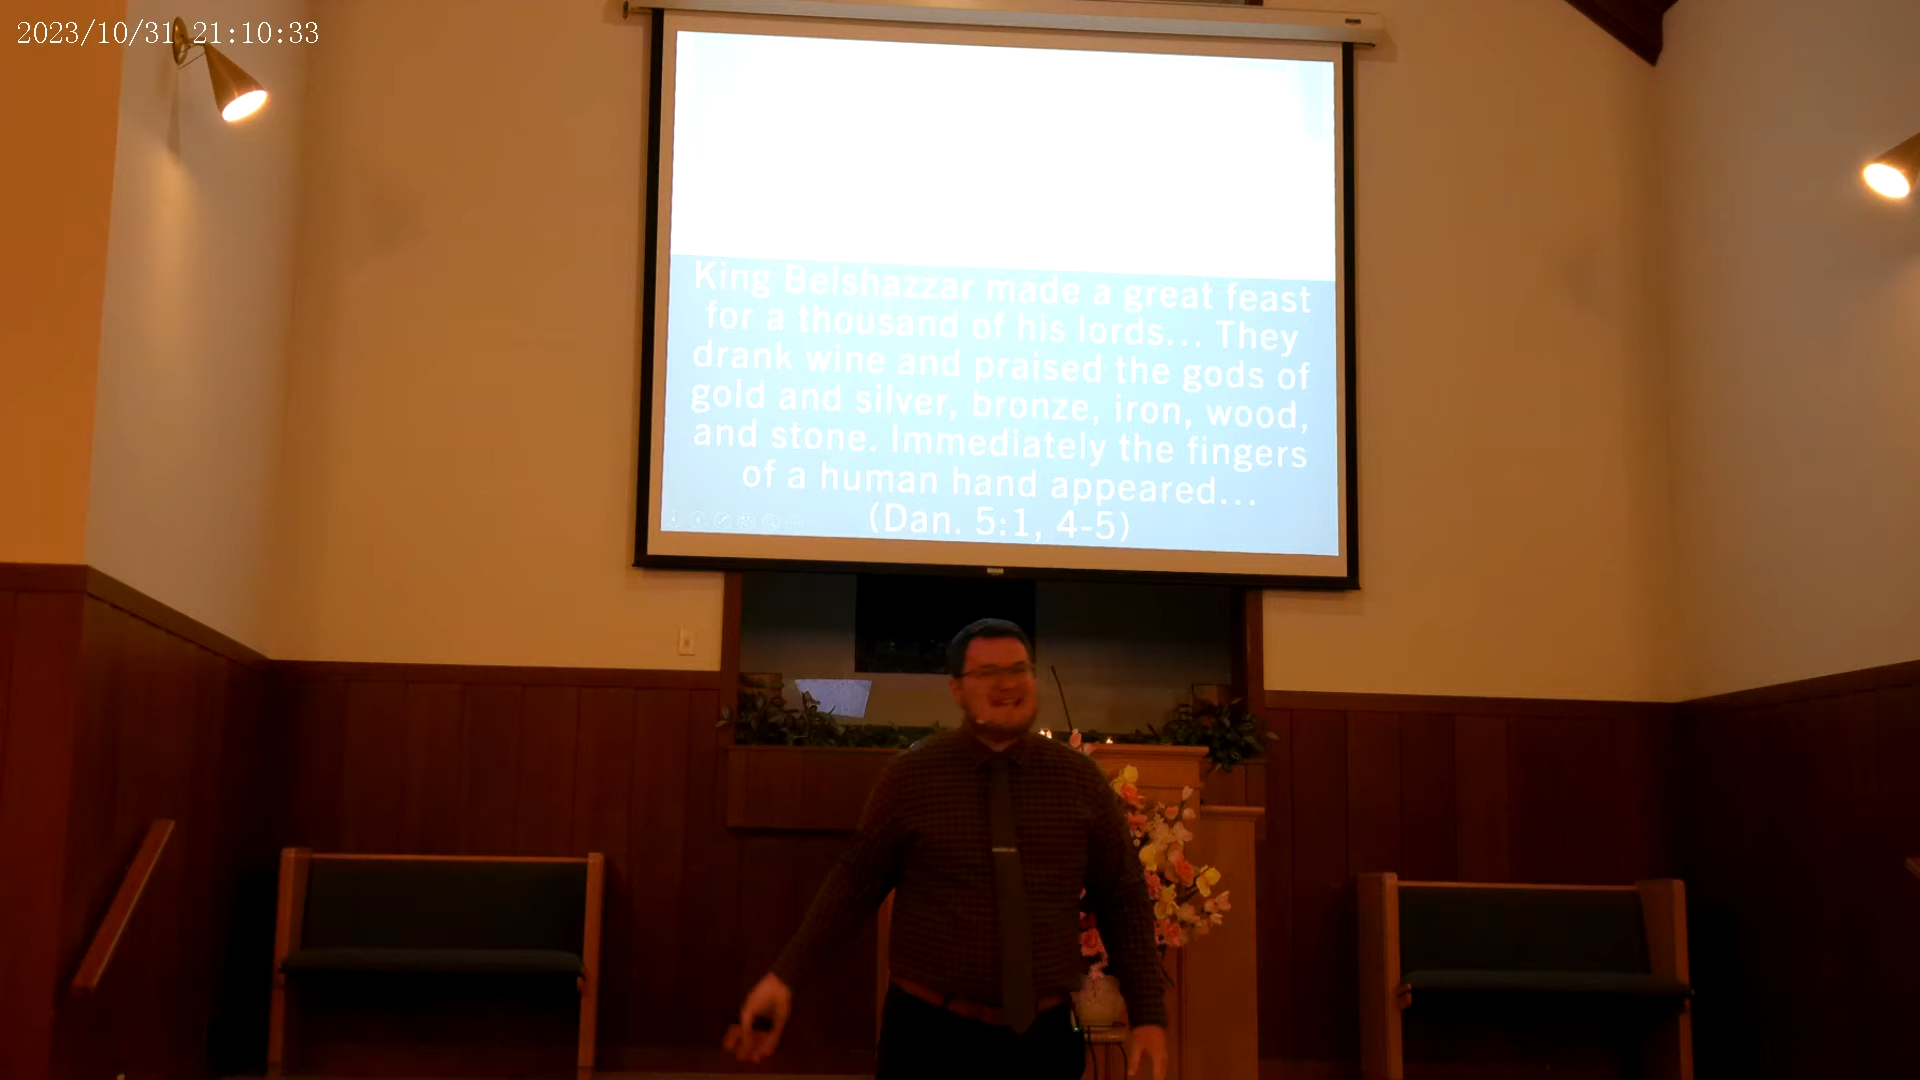 2023/10/31 21:10:33
King Belshazzar made a great feast
for a thousand of his lords... They
drank wine and praised the gods of
gold and silver, bronze, iron, wood,
and stone. Immediately the fingers
of a human hand appeared...
(Dan. 5:1, 4-5)